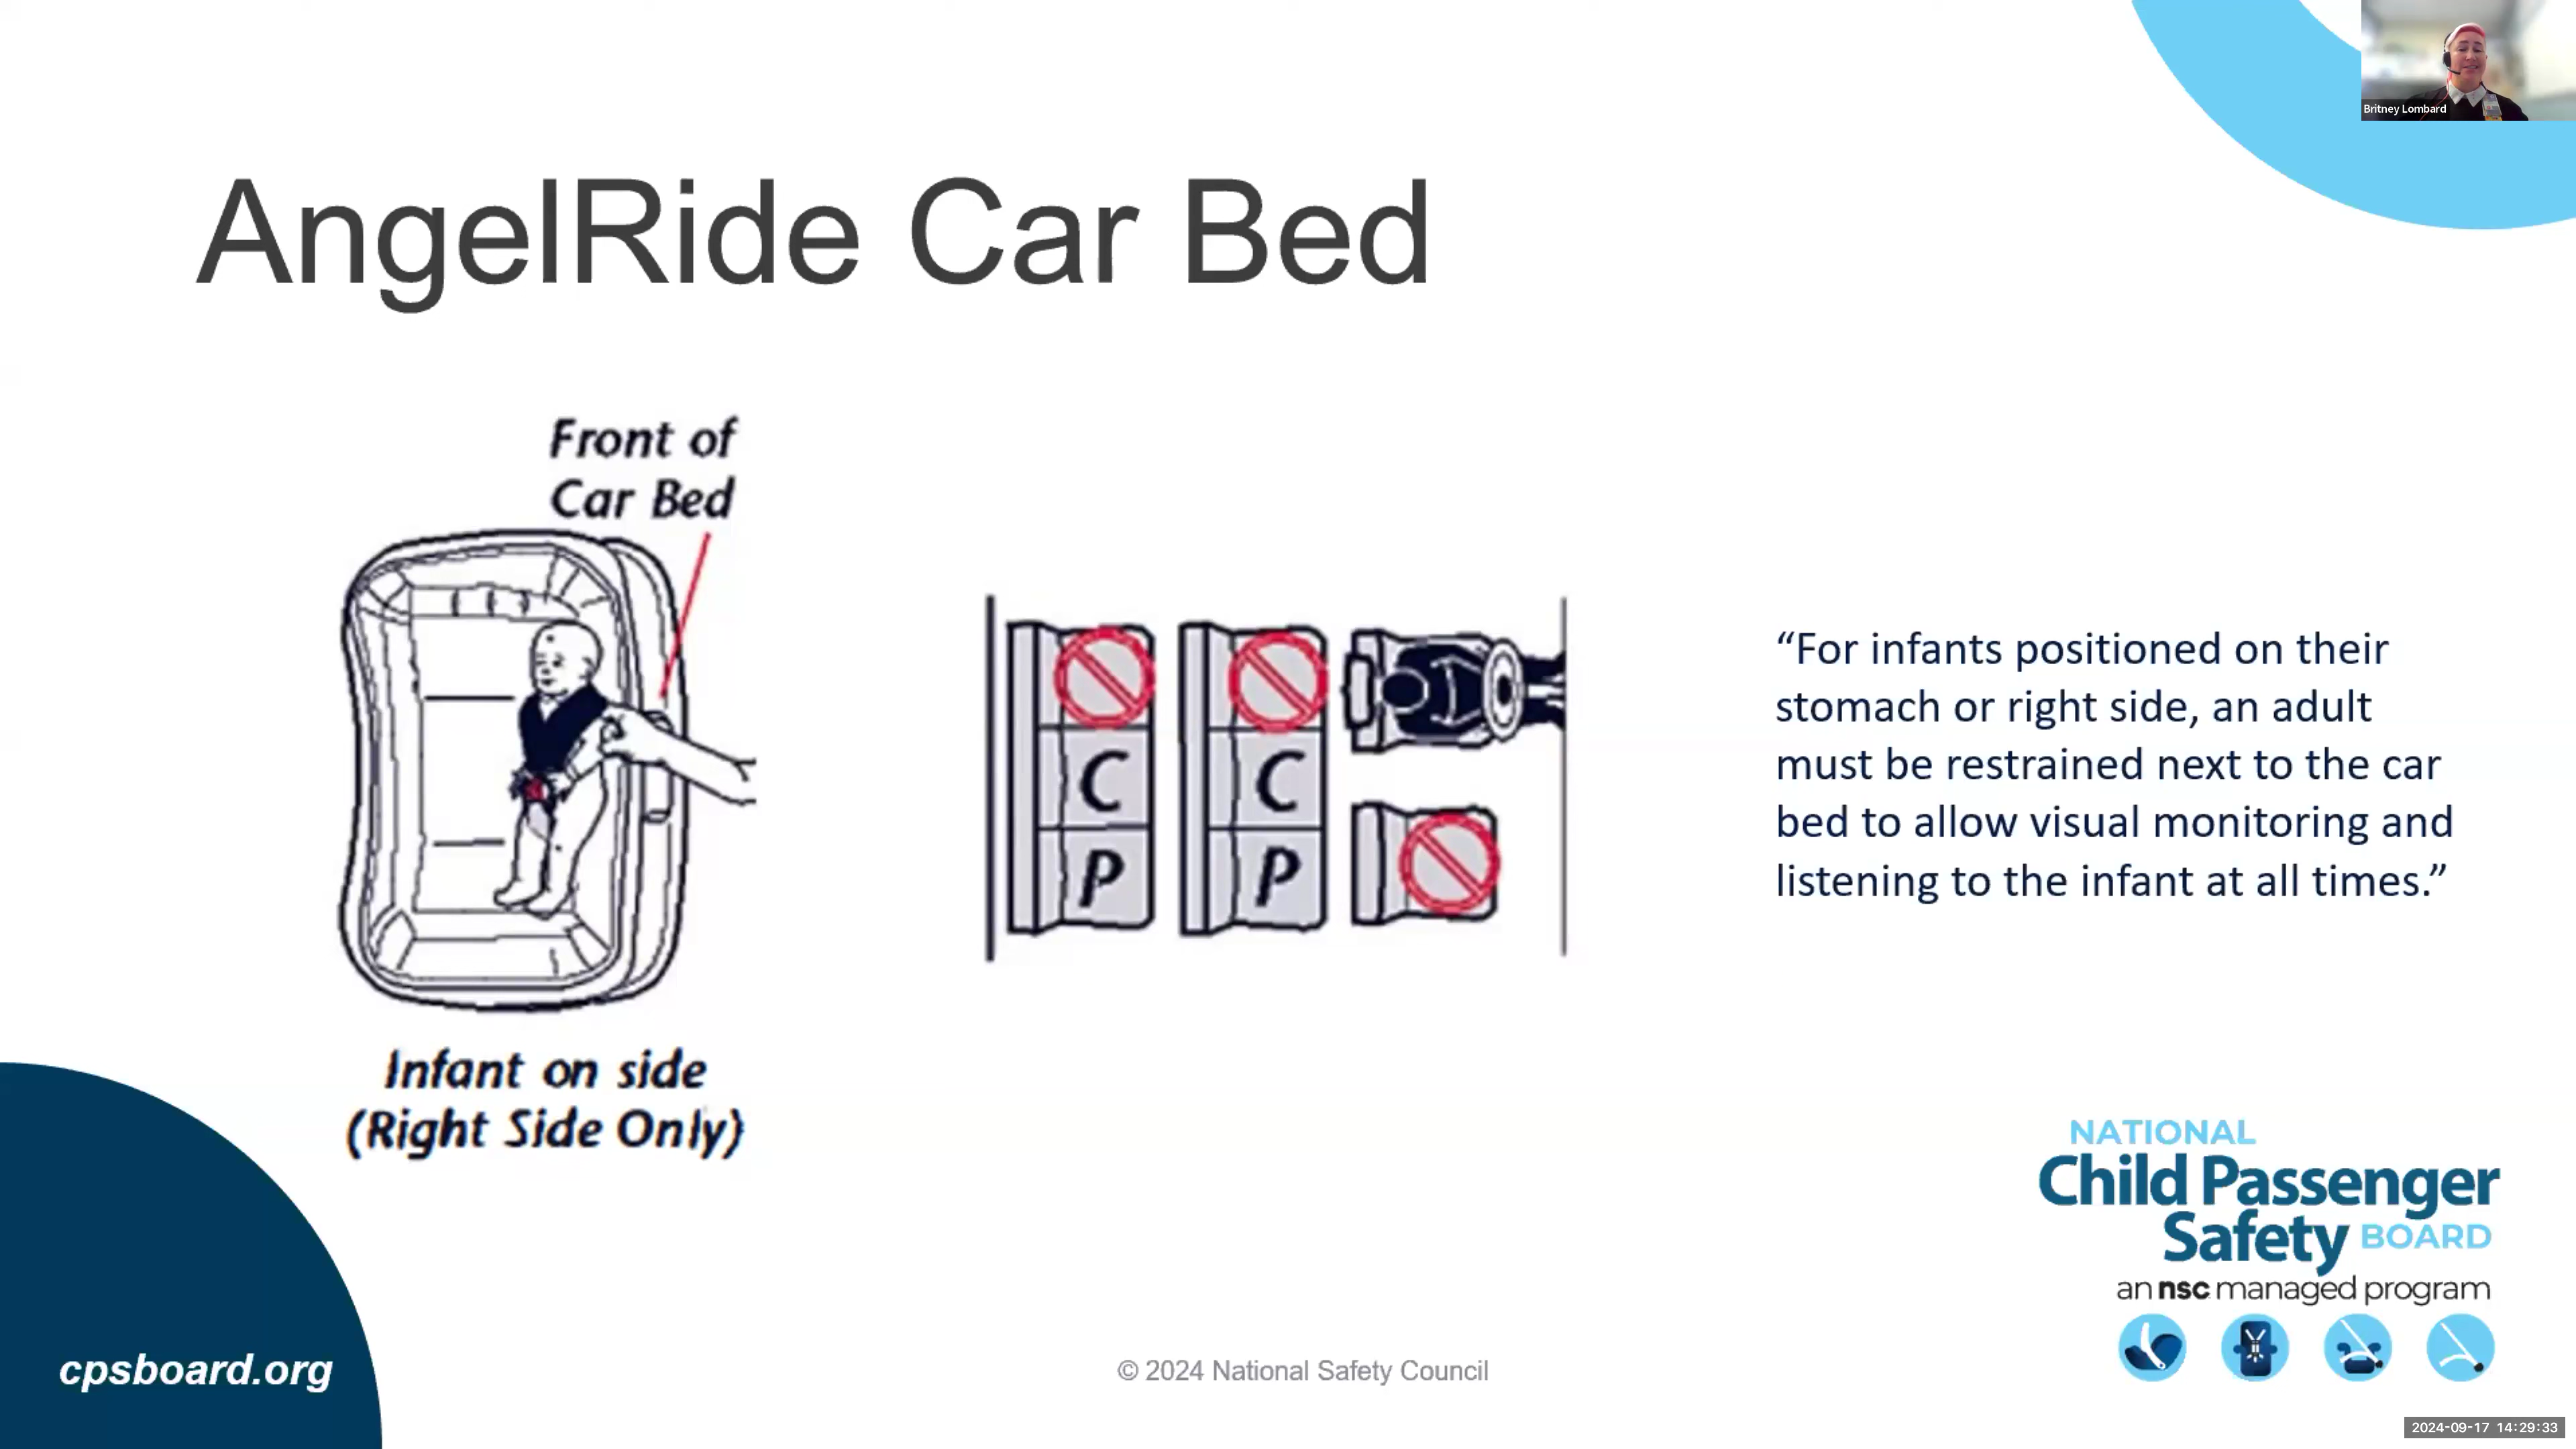 Britney Lombard
AngelRide Car Bed
Front of
Car Bed
Infant on side
(Right Side Only)
C
P
C
P
“For infants positioned on their
stomach or right side, an adult
must be restrained next to the car
bed to allow visual monitoring and
listening to the infant at all times.”
NATIONAL
Child Passenger
Safety BOARD
an nsc managed program
cpsboard.org
© 2024 National Safety Council
2024-09-17 14:29:33